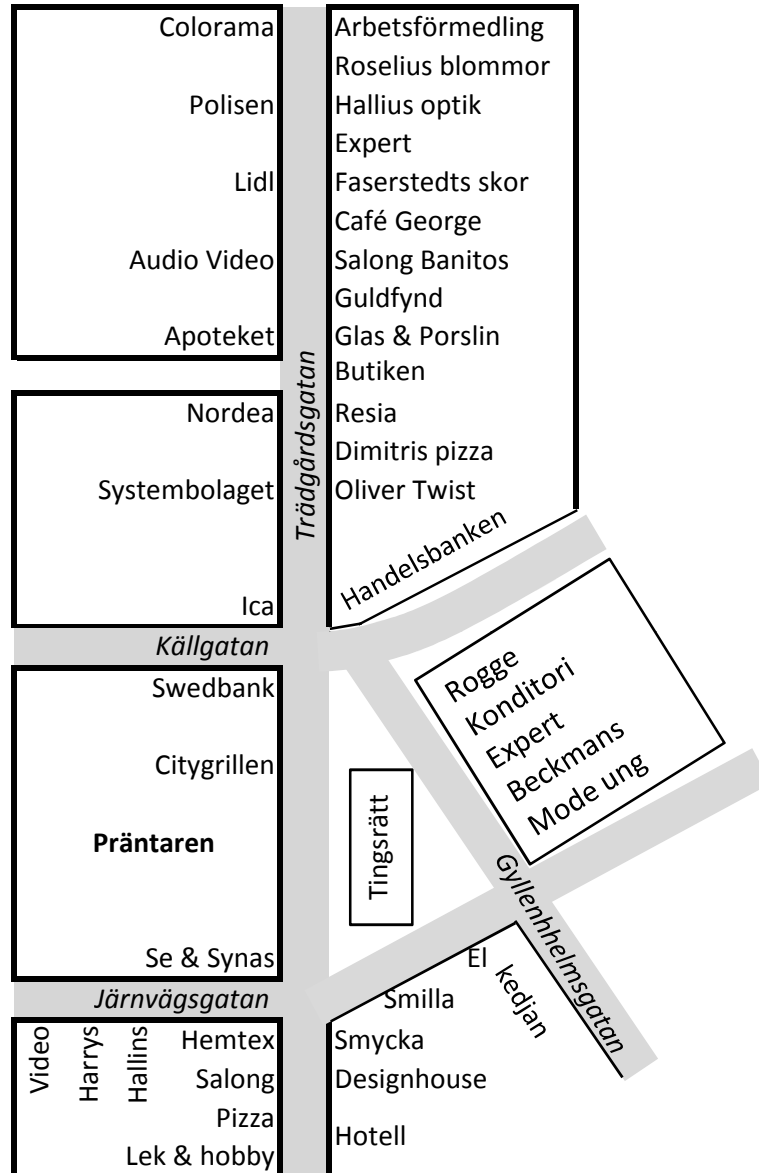 Colorama
Polisen
Lidl
Audio Video
Apoteket
Arbetsförmedling
Roselius blommor
Hallius optik
Expert
Faserstedts skor
Café George
Salong Banitos
Guldfynd
Glas & Porslin
Butiken
Resia
Dimitris pizza
Oliver Twist
Handelsbanken
Trädgårdsgatan
Nordea
Systembolaget
Ica
Källgatan
Swedbank
Citygrillen
Präntaren
Se & Synas
Tingsrätt
Rogge
Konditori
Expert
Beckmans
Mode ung
Gyllenhhelmsgatan
Järnvägsgatan
Video
Harrys
Hallins
Hemtex
Salong
Pizza
Lek & hobby
El
kedjan
Smilla
Smycka
Designhouse
Hotell